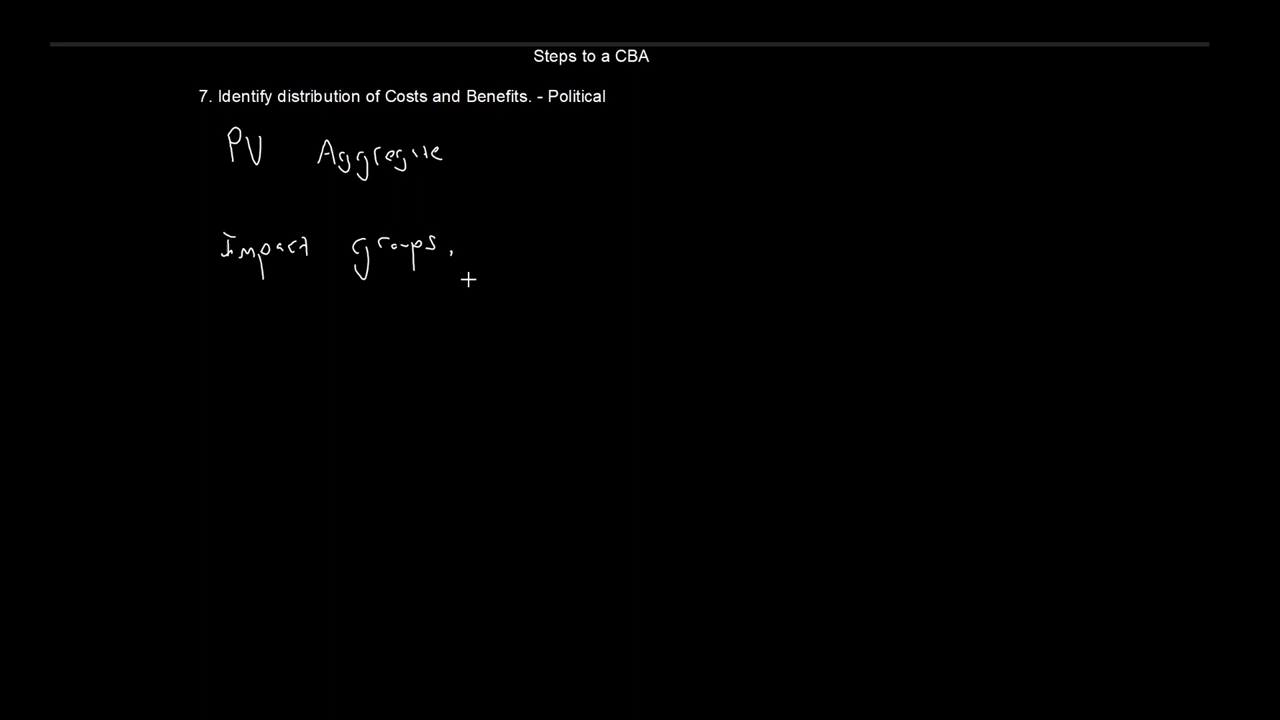 Steps to a CBA
7. Identify distribution of Costs and Benefits. - Political
PV Aggregate
Impact groups.